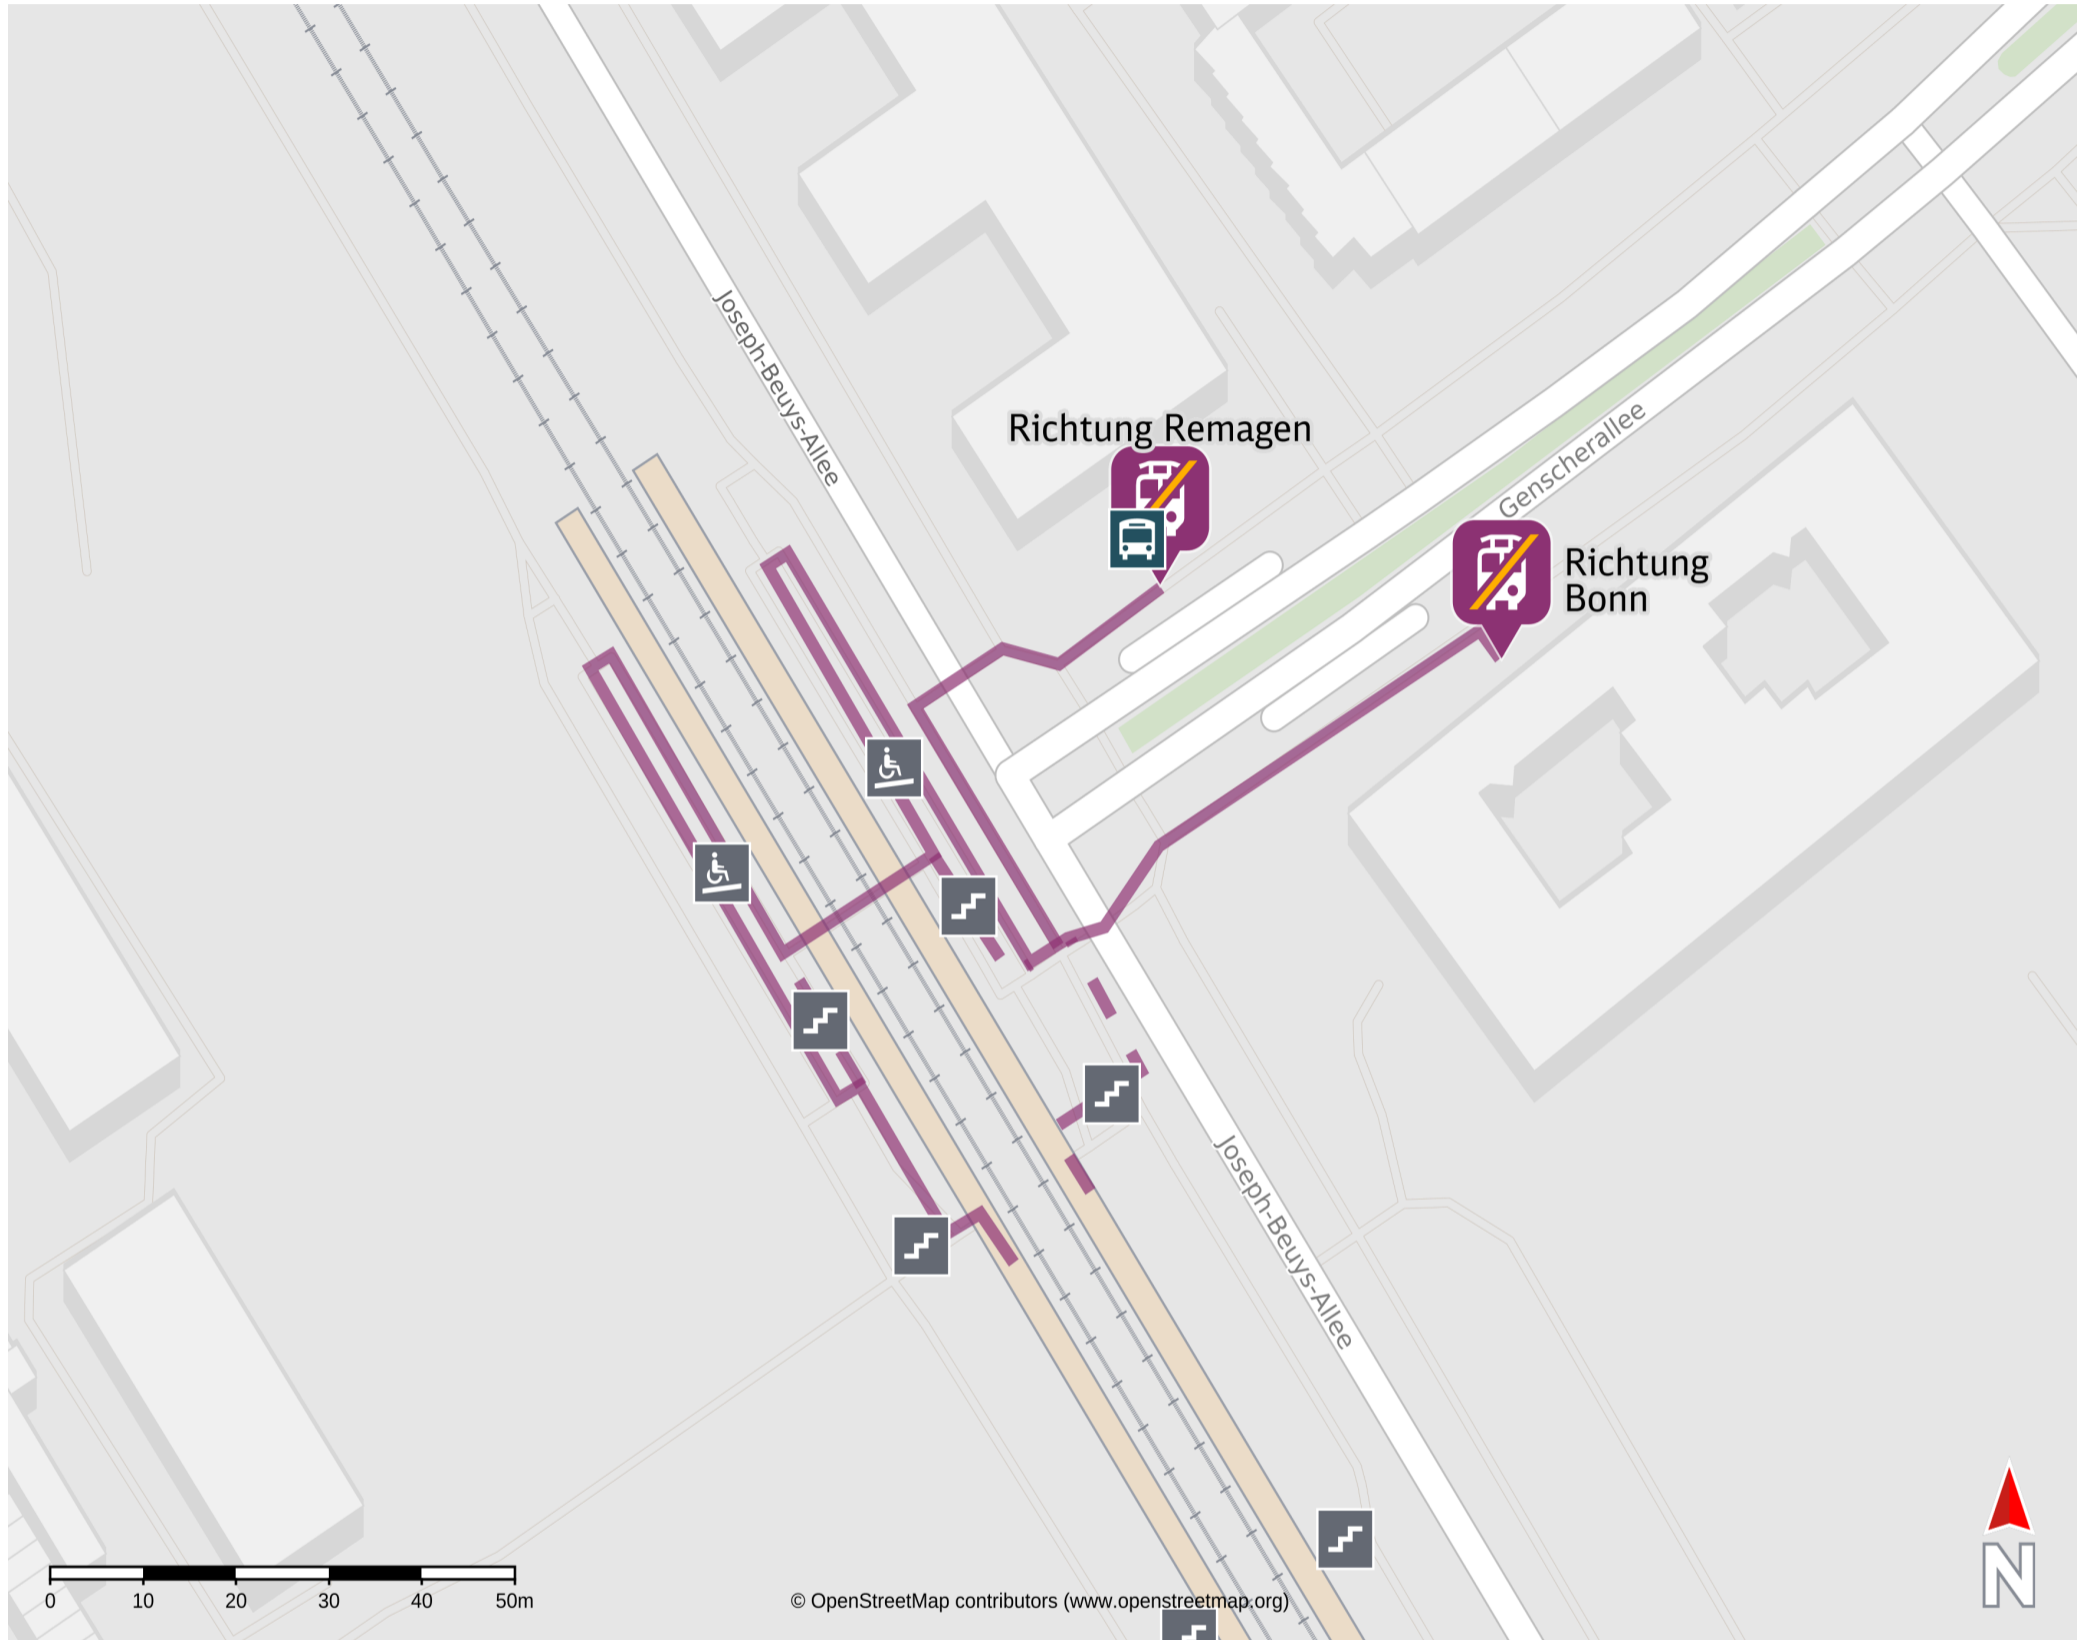 Joseph-Beuys-Allee
Richtung Remagen
Genscherallee
Richtung
Bonn
Joseph-Beuys-Allee
0 10 20 30 40 50m
© OpenStreetMap contributors (www.openstreetmap.org)
N